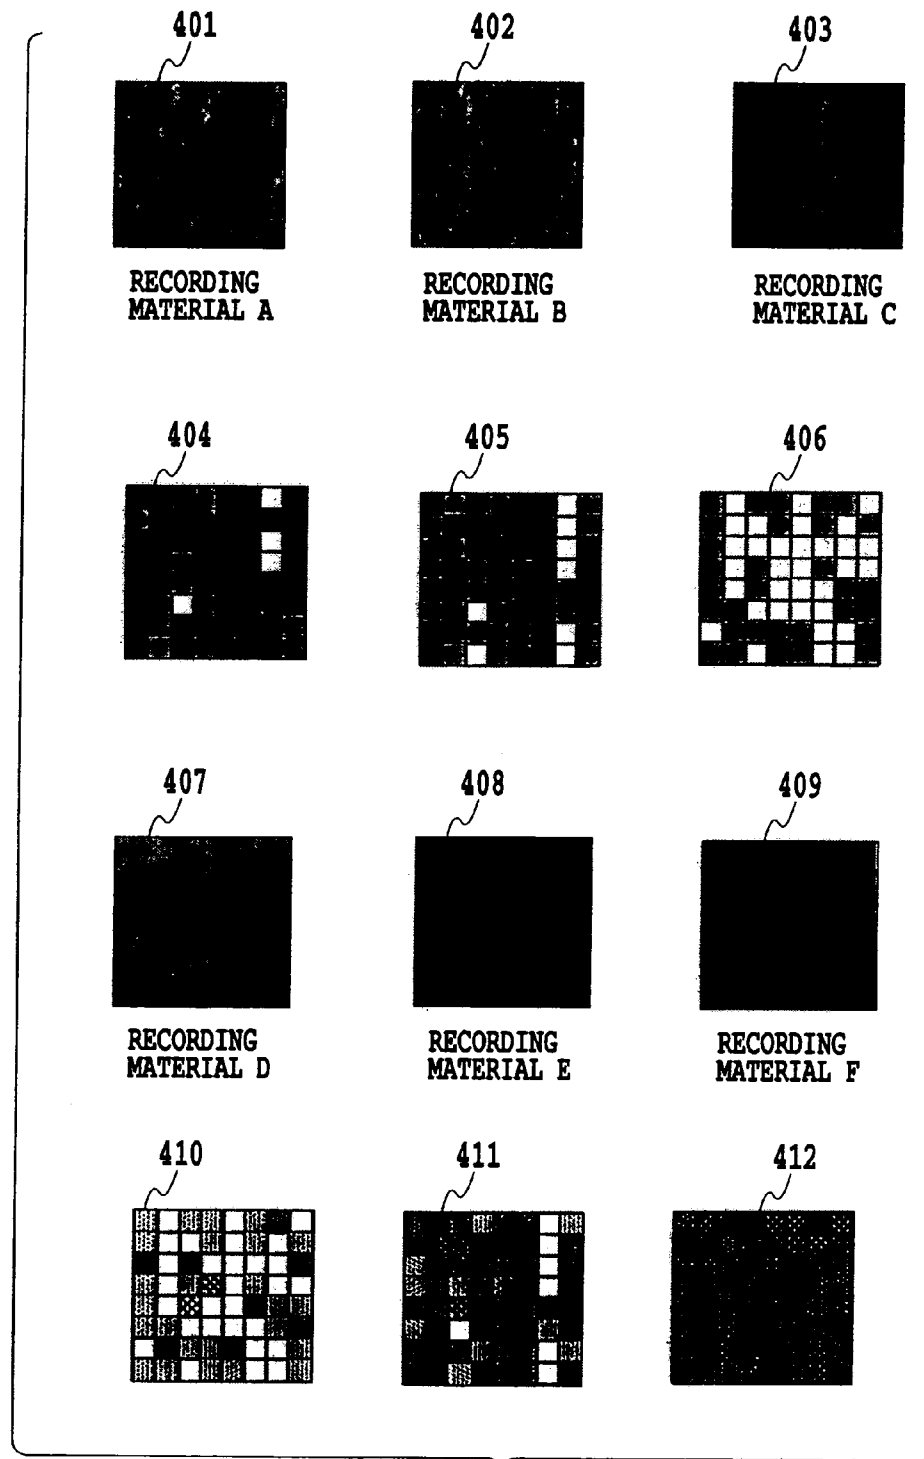 401 402 403
RECORDING RECORDING RECORDING
MATERIAL A MATERIAL B MATERIAL C
404 405 406
407 408 409
RECORDING RECORDING RECORDING
MATERIAL D MATERIAL E MATERIAL F
410 411 412